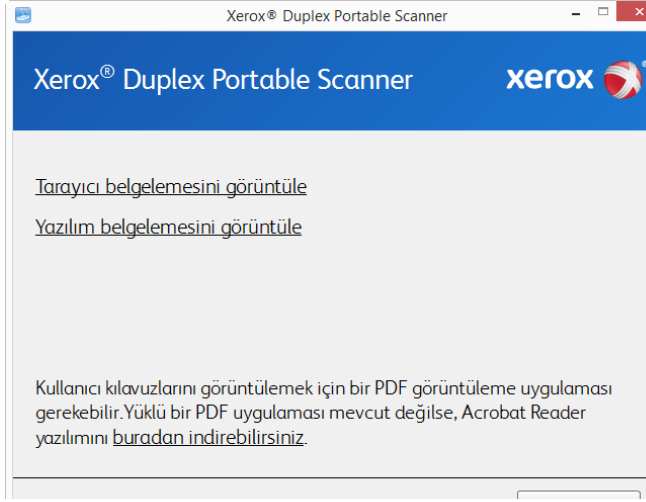 Xerox® Duplex Portable Scanner
Xerox® Duplex Portable Scanner
xerox
Tarayıcı belgelemesini görüntüle
Yazılım belgelemesini görüntüle
Kullanıcı kılavuzlarını görüntülemek için bir PDF görüntüleme uygulaması
gerekebilir.Yüklü bir PDF uygulaması mevcut değilse, Acrobat Reader
yazılımını buradan indirebilirsiniz.